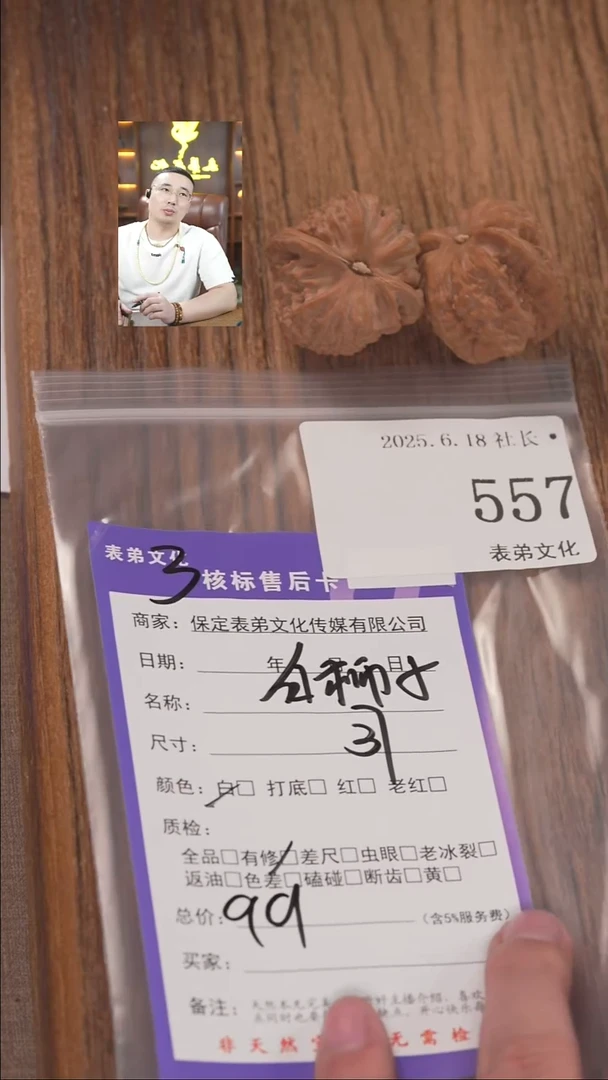 2025.6.18 社长 •
557
表弟文化
表弟文化
3核标售后卡
商家：保定表弟文化传媒有限公司
日期： 年 月 日
名称： 白狮子
尺寸： 37
颜色：白□ 打底□ 红□ 老红□
质检：
全品□有修□差尺□虫眼□老冰裂□
返油□色差□磕碰□断齿□黄□
总价：99 （含5%服务费）
买家：
备注：
非天然 无需检